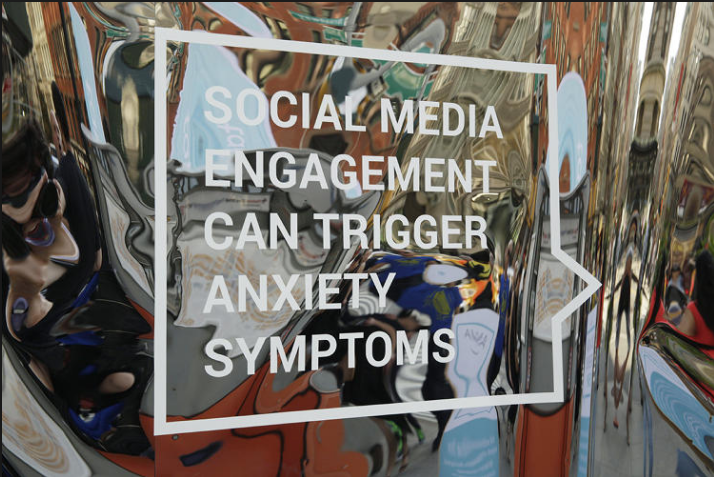 SOCIAL MEDIA
ENGAGEMENT
CAN TRIGGER
ANXIETY
SYMPTOMS